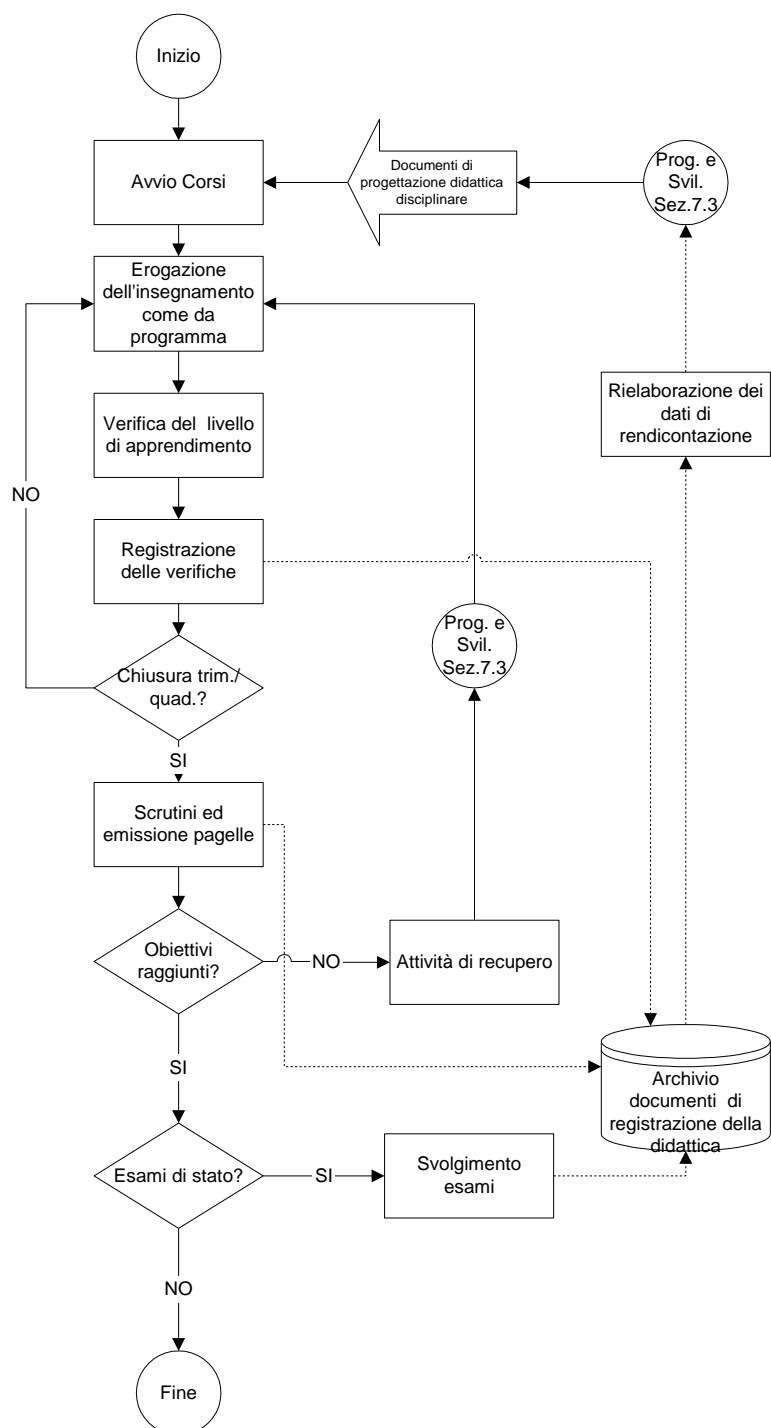 Inizio
Avvio Corsi
Documenti di
progettazione didattica
disciplinare
Prog. e
Svil.
Sez.7.3
Erogazione
dell'insegnamento
come da
programma
Verifica del livello
di apprendimento
Rielaborazione dei
dati di
rendicontazione
NO
Registrazione
delle verifiche
Prog. e
Svil.
Sez.7.3
Chiusura trim./
quad.?
SI
Scrutini ed
emissione pagelle
Obiettivi
raggiunti?
NO
Attività di recupero
SI
Archivio
documenti di
registrazione della
didattica
Esami di stato?
SI
Svolgimento
esami
NO
Fine